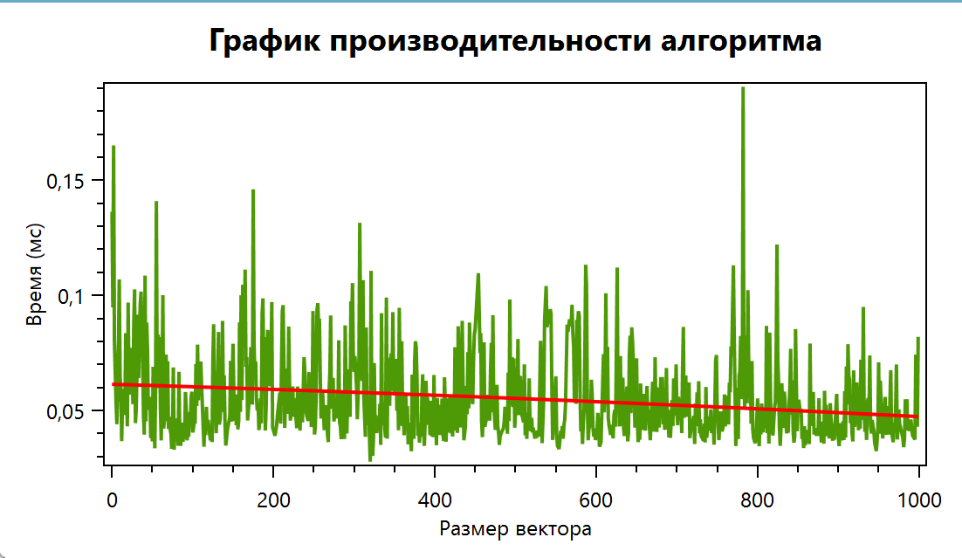 График производительности алгоритма
Время (мс)
0,15
0,1
0,05
0 200 400 600 800 1000
Размер вектора